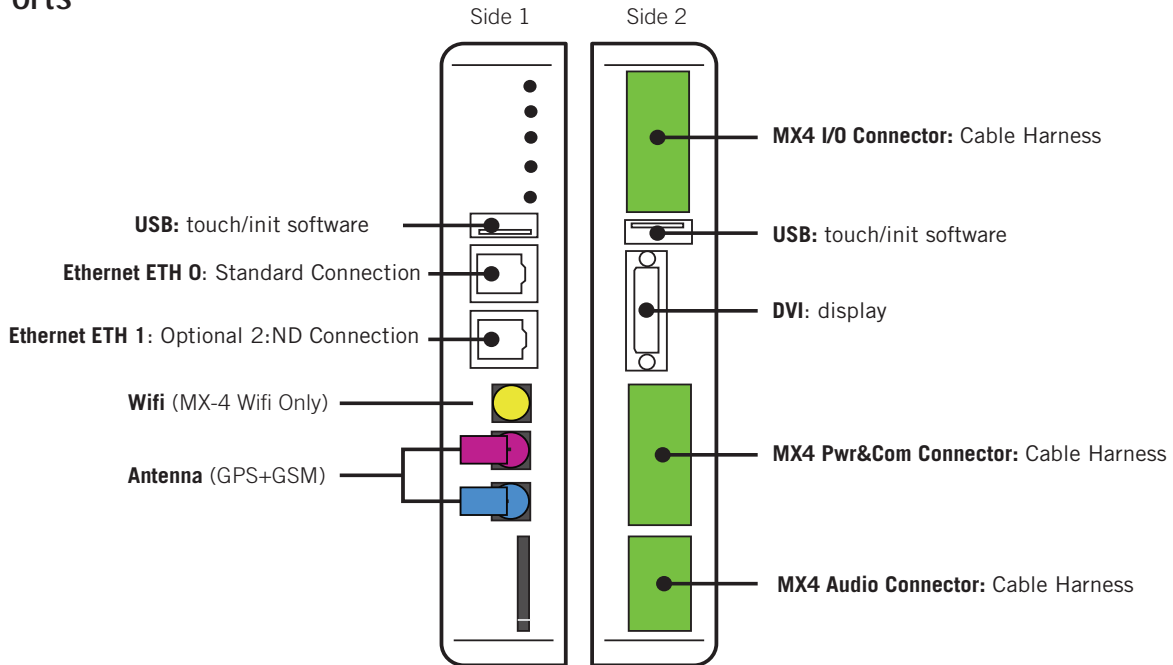 orts
Side 1
Side 2
MX4 I/O Connector: Cable Harness
USB: touch/init software
USB: touch/init software
Ethernet ETH 0: Standard Connection
DVI: display
Ethernet ETH 1: Optional 2:ND Connection
Wifi (MX-4 Wifi Only)
MX4 Pwr&Com Connector: Cable Harness
Antenna (GPS+GSM)
MX4 Audio Connector: Cable Harness